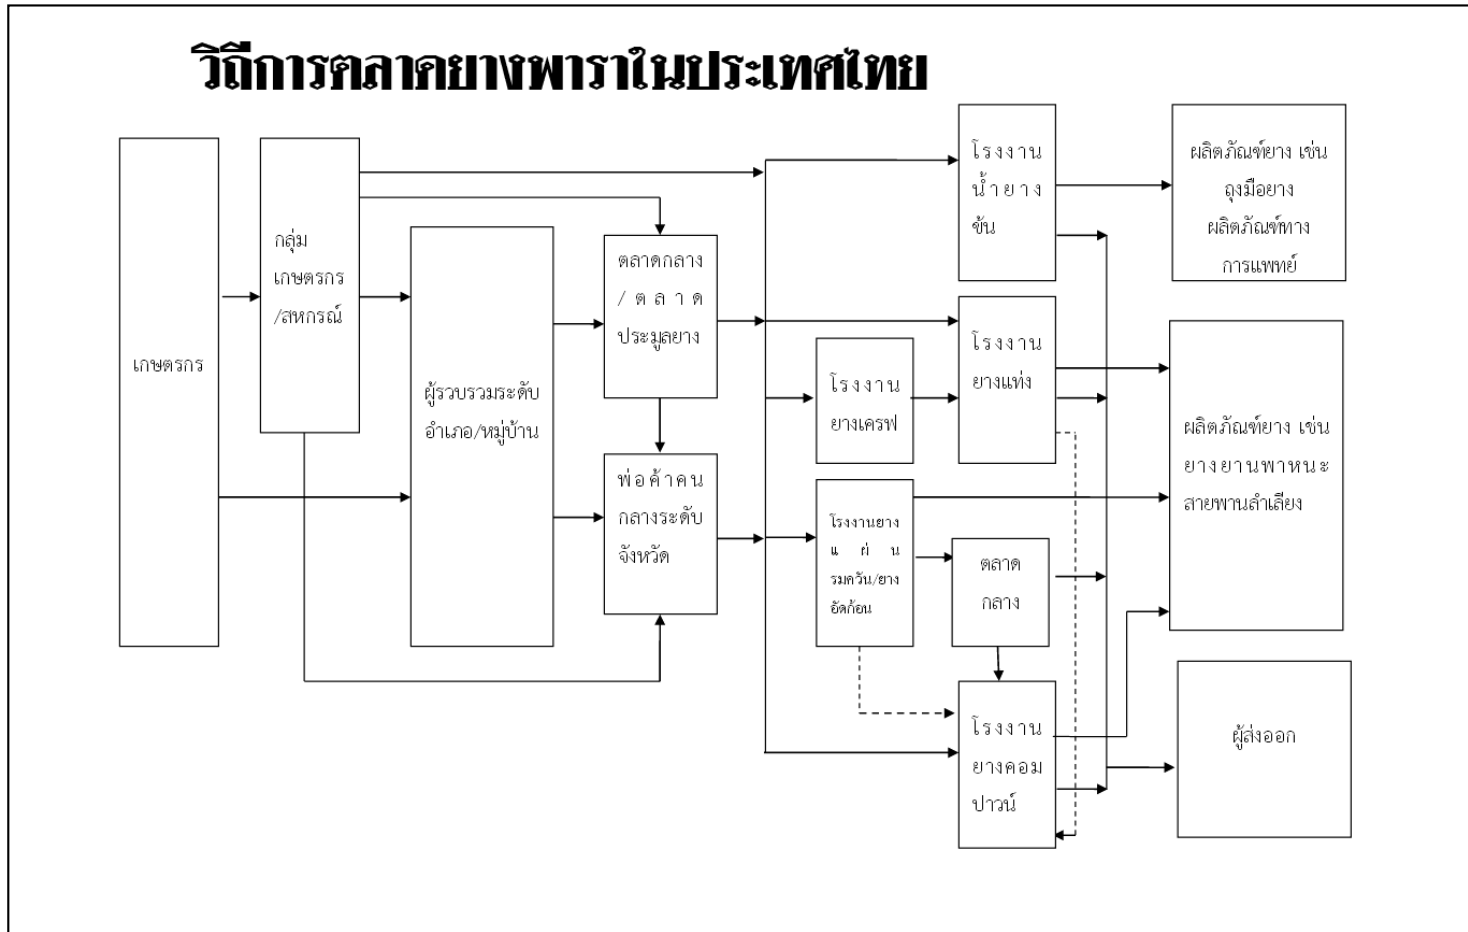 วิถีการตลาดยางพาราในประเทศไทย
เกษตรกร
กลุ่ม
เกษตรกร
/สหกรณ์
ผู้รวบรวมระดับ
อำเภอ/หมู่บ้าน
ตลาดกลาง
/ตลาด
ประมูลยาง
พ่อค้าคน
กลางระดับ
จังหวัด
โรงงาน
น้ำยาง
ข้น
โรงงาน
ยางแท่ง
โรงงาน
ยางเครฟ
โรงงานยาง
แผ่น
รมควัน/ยาง
อัดก้อน
ตลาด
กลาง
โรงงาน
ยางคอม
ปาวน์
ผลิตภัณฑ์ยาง เช่น
ถุงมือยาง
ผลิตภัณฑ์ทาง
การแพทย์
ผลิตภัณฑ์ยาง เช่น
ยางยานพาหนะ
สายพานลำเลียง
ผู้ส่งออก